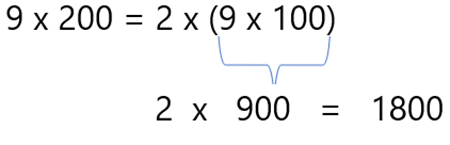 9 x 200 = 2 x (9 x 100)
2 x 900 = 1800